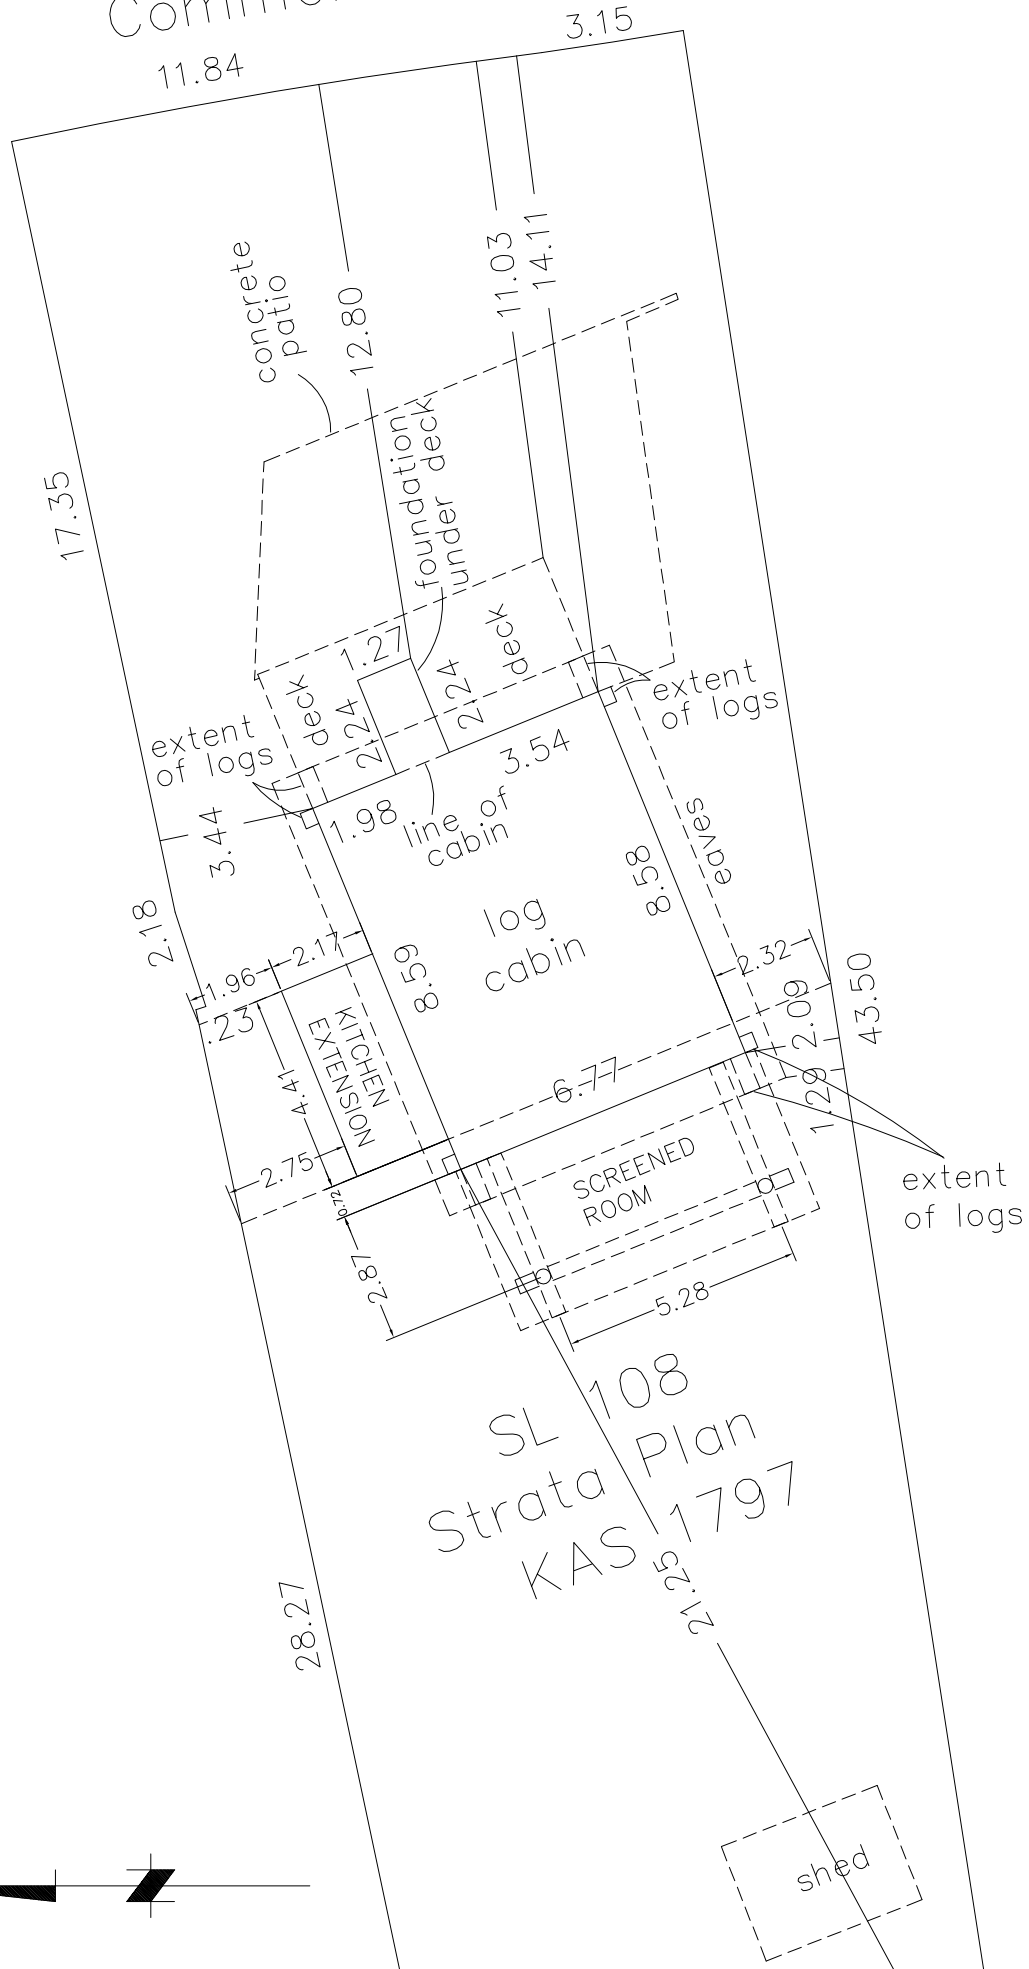 3.15
11.84
concrete
patio
12.80
11.03
14.11
17.35
foundation
under deck
1.27
deck
deck
2.24
2.24
extent
of logs
extent
of logs
3.54
1.98
line of
cabin
3.44
eaves
8.58
log
cabin
2.18
2.17
1.96
.23
8.59
2.32
2.09
43.50
KITCHEN
EXTENSION
4.41
6.77
1.29
2.75
0.72
SCREENED
ROOM
extent
of logs
2.87
5.28
SL 108
Strata Plan
KAS 1797
21.25
28.27
shed